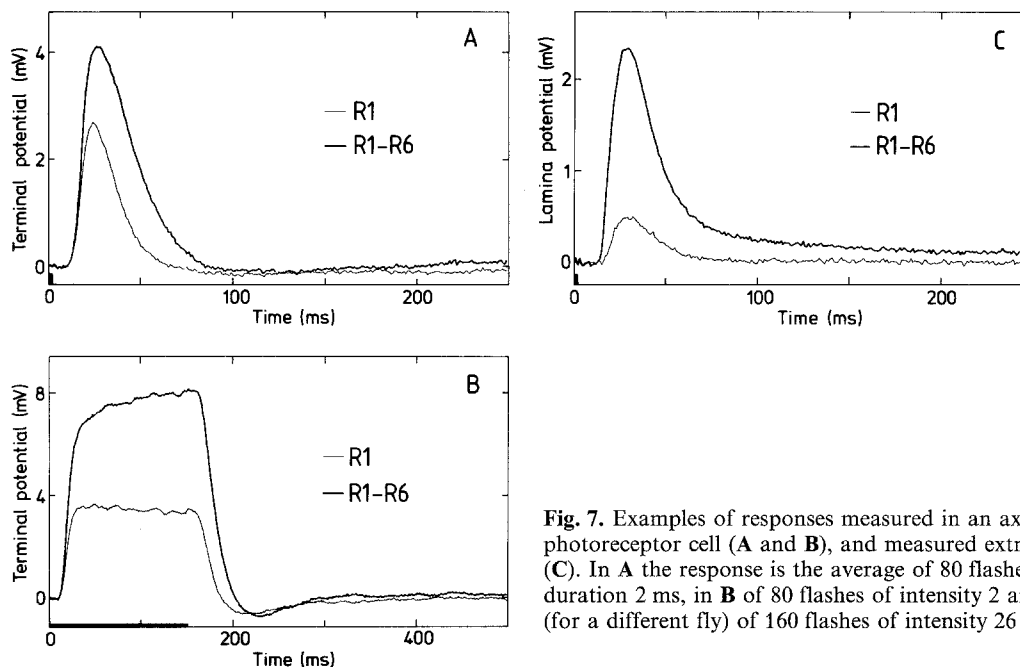 A
Terminal potential (mV)
4
2
0
R1
R1–R6
0
100
200
Time (ms)
C
Lamina potential (mV)
2
1
0
R1
R1–R6
0
100
200
Time (ms)
B
Terminal potential (mV)
8
4
0
R1
R1–R6
0
200
400
Time (ms)
Fig. 7. Examples of responses measured in an ax
photoreceptor cell (A and B), and measured extr
(C). In A the response is the average of 80 flashe
duration 2 ms, in B of 80 flashes of intensity 2 a
(for a different fly) of 160 flashes of intensity 26